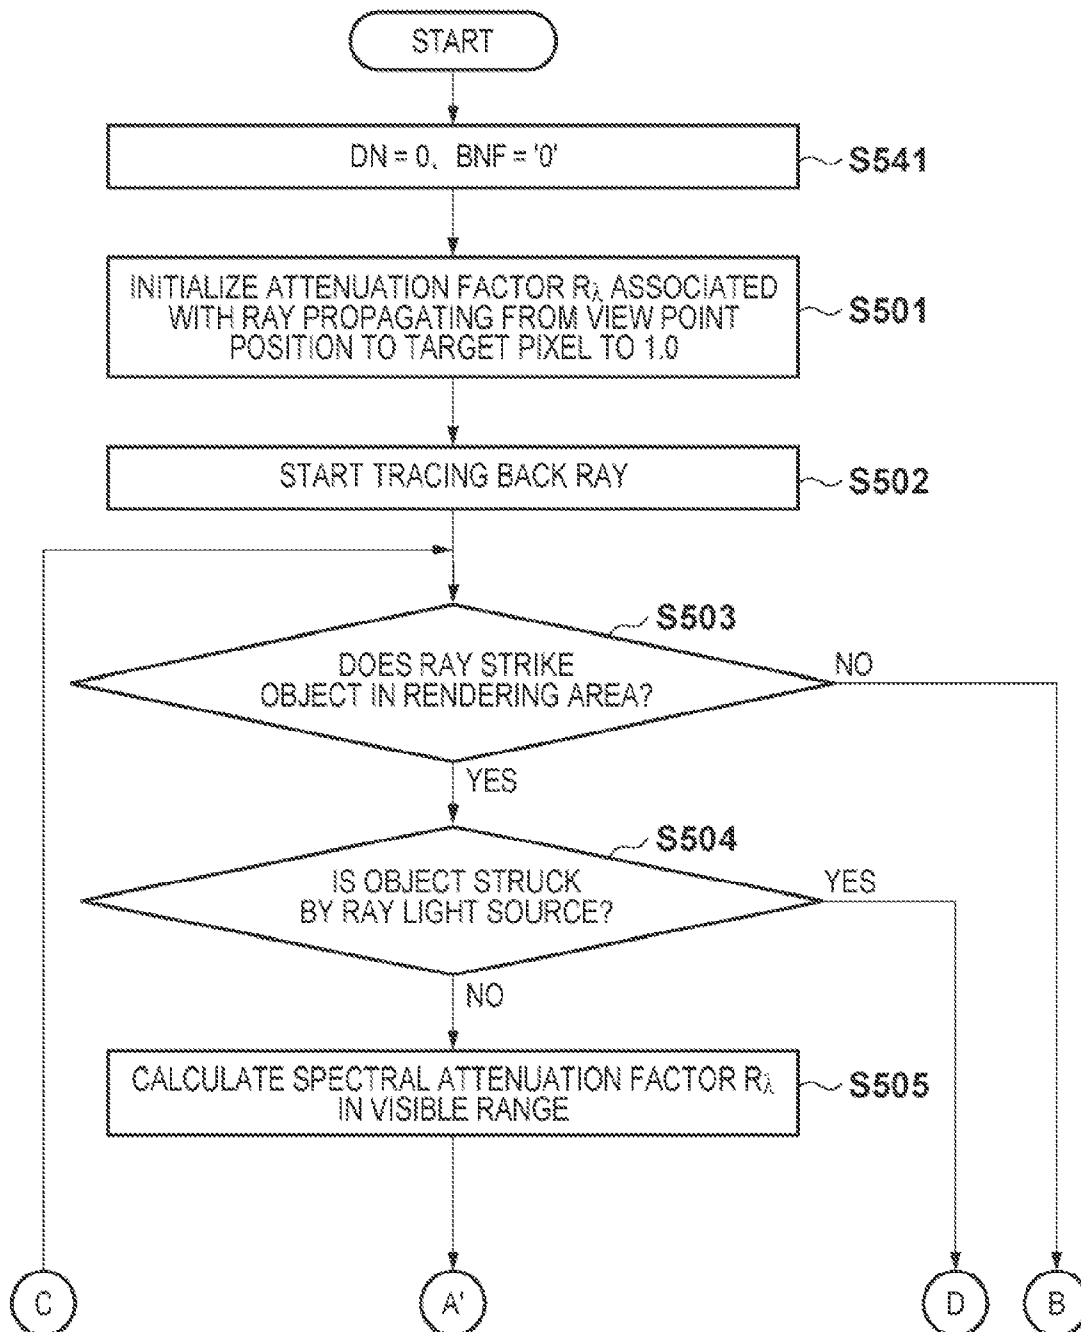 START
DN = 0、 BNF = '0'
S541
INITIALIZE ATTENUATION FACTOR Rλ ASSOCIATED
WITH RAY PROPAGATING FROM VIEW POINT
POSITION TO TARGET PIXEL TO 1.0
S501
START TRACING BACK RAY
S502
S503
DOES RAY STRIKE
OBJECT IN RENDERING AREA?
NO
YES
S504
IS OBJECT STRUCK
BY RAY LIGHT SOURCE?
YES
NO
CALCULATE SPECTRAL ATTENUATION FACTOR Rλ
IN VISIBLE RANGE
S505
C
A'
D
B